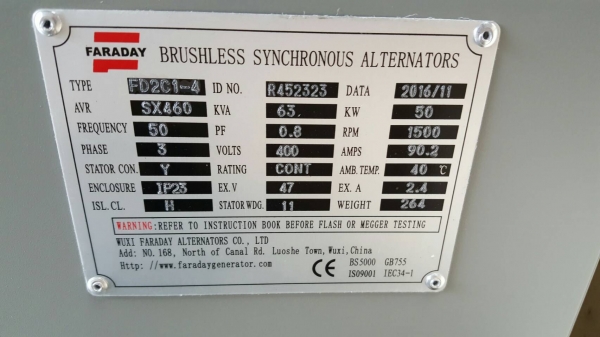 FARADAY BRUSHLESS SYNCHRONOUS ALTERNATORS
TYPE FD2C1--4 ID NO. R452323 DATA 2016/11
AVR SX460 KVA 63. KW 50
FREQUENCY 50 PF 0.8 RPM 1500
PHASE 3 VOLTS 400 AMPS 90.2
STATOR CON. Y RATING CONT AMB. TEMP. 40 ℃
ENCLOSURE IP23 EX. V 47 EX. A 2.4
ISL. CL. H STATOR WDG. 11 WEIGHT 264
WARNING: REFER TO INSTRUCTION BOOK BEFORE FLASH OR MEGGER TESTING
WUXI FARADAY ALTERNATORS CO., LTD
Add: NO.168, North of Canal Rd. Luoshe Town, Wuxi, China
Http: //www.faradaygenerator.com
CE BS5000 GB755
ISO9001 IEC34-1